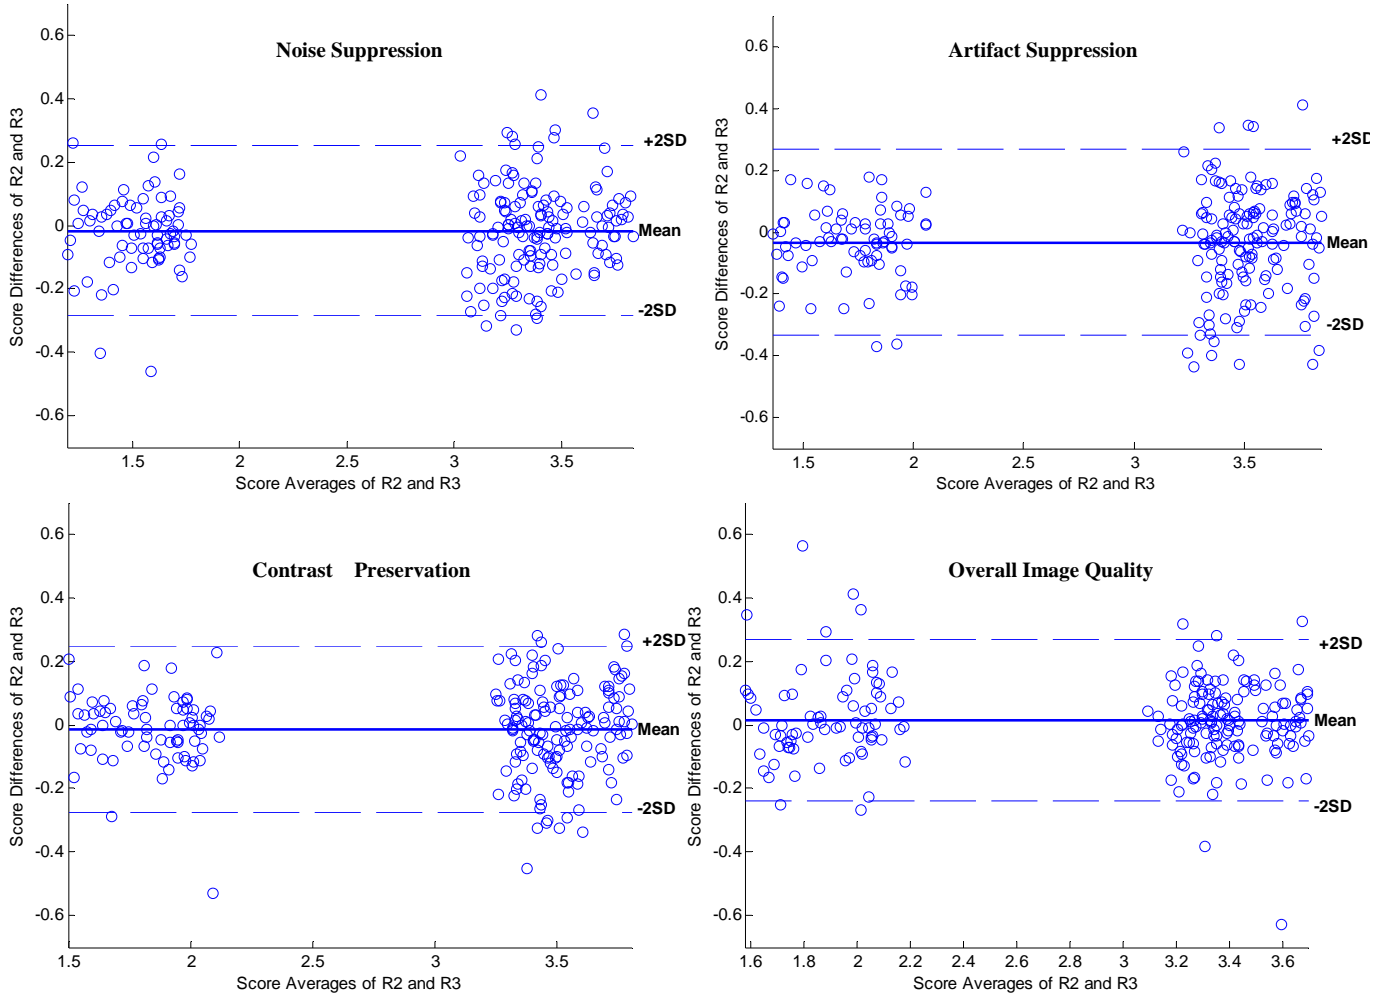 Noise Suppression
0.6
0.4
0.2
0
-0.2
-0.4
-0.6
+2SD
Mean
-2SD
1.5 2 2.5 3 3.5
Score Differences of R2 and R3
Score Averages of R2 and R3
Artifact Suppression
0.6
0.4
0.2
0
-0.2
-0.4
-0.6
+2SD
Mean
-2SD
1.5 2 2.5 3 3.5
Score Differences of R2 and R3
Score Averages of R2 and R3
Contrast Preservation
0.6
0.4
0.2
0
-0.2
-0.4
-0.6
+2SD
Mean
-2SD
1.5 2 2.5 3 3.5
Score Differences of R2 and R3
Score Averages of R2 and R3
Overall Image Quality
0.6
0.4
0.2
0
-0.2
-0.4
-0.6
+2SD
Mean
-2SD
1.6 1.8 2 2.2 2.4 2.6 2.8 3 3.2 3.4 3.6
Score Differences of R2 and R3
Score Averages of R2 and R3